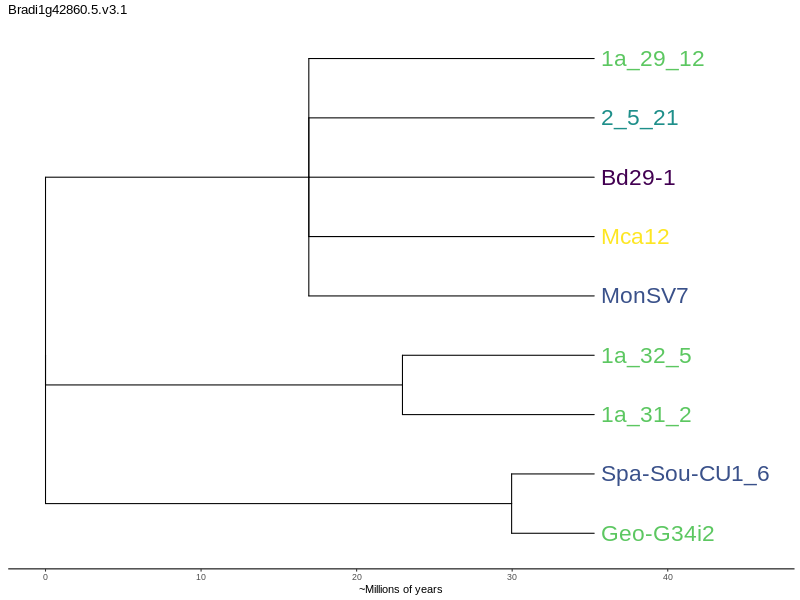 Bradi1g42860.5.v3.1
1a_29_12
2_5_21
Bd29-1
Mca12
MonSV7
1a_32_5
1a_31_2
Spa-Sou-CU1_6
Geo-G34i2
0 10 20 30 40
~Millions of years